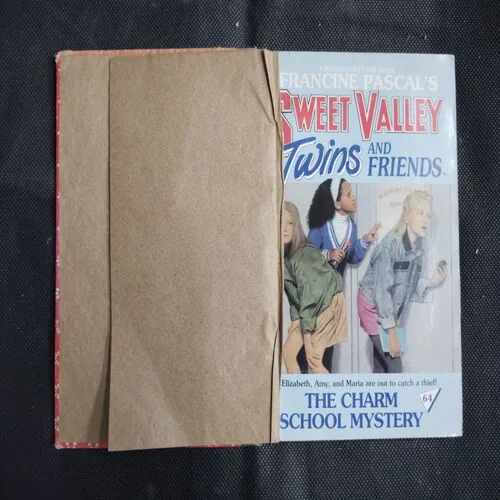 FRANCINE PASCAL'S
SWEET VALLEY
Twins AND
FRIENDS
Elizabeth, Amy, and Maria are out to catch a thief!
THE CHARM
64
SCHOOL MYSTERY